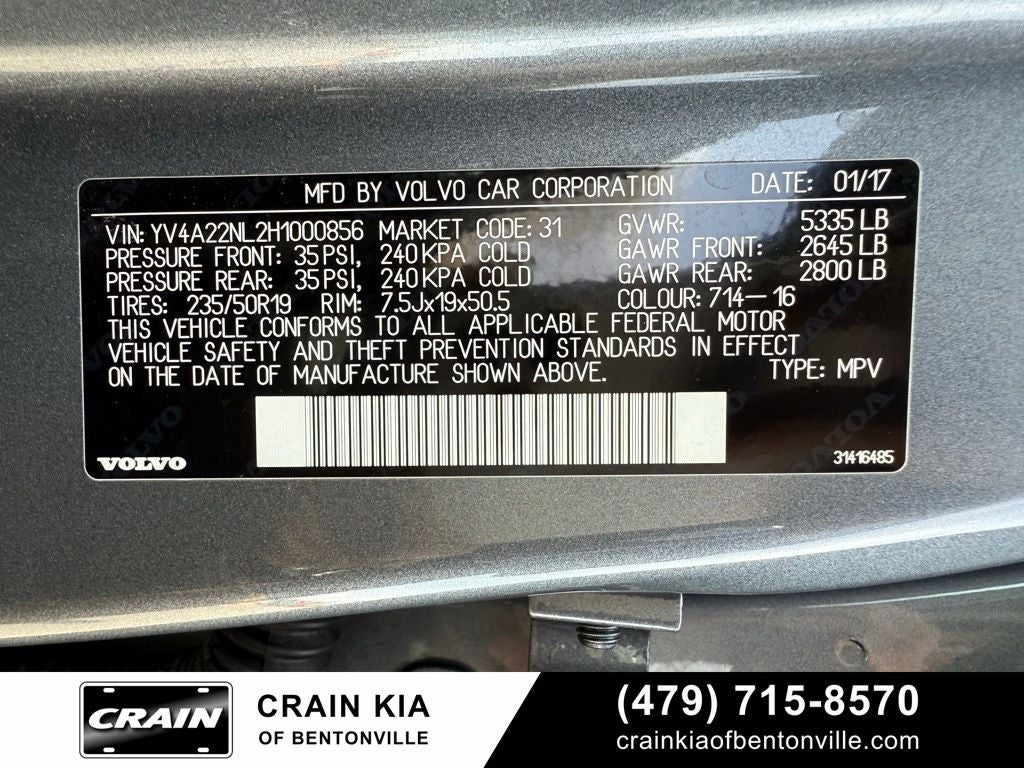 MFD BY VOLVO CAR CORPORATION DATE: 01/17
VIN: YV4A22NL2H1000856 MARKET CODE: 31 GVWR: 5335 LB
PRESSURE FRONT: 35 PSI, 240 KPA COLD GAWR FRONT: 2645 LB
PRESSURE REAR: 35 PSI, 240 KPA COLD GAWR REAR: 2800 LB
TIRES: 235/50R19 RIM: 7.5Jx19x50.5 COLOUR: 714-16
THIS VEHICLE CONFORMS TO ALL APPLICABLE FEDERAL MOTOR
VEHICLE SAFETY AND THEFT PREVENTION STANDARDS IN EFFECT
ON THE DATE OF MANUFACTURE SHOWN ABOVE. TYPE: MPV
VOLVO 31416485
CRAIN CRAIN KIA (479) 715-8570
OF BENTONVILLE crainkiaofbentonville.com